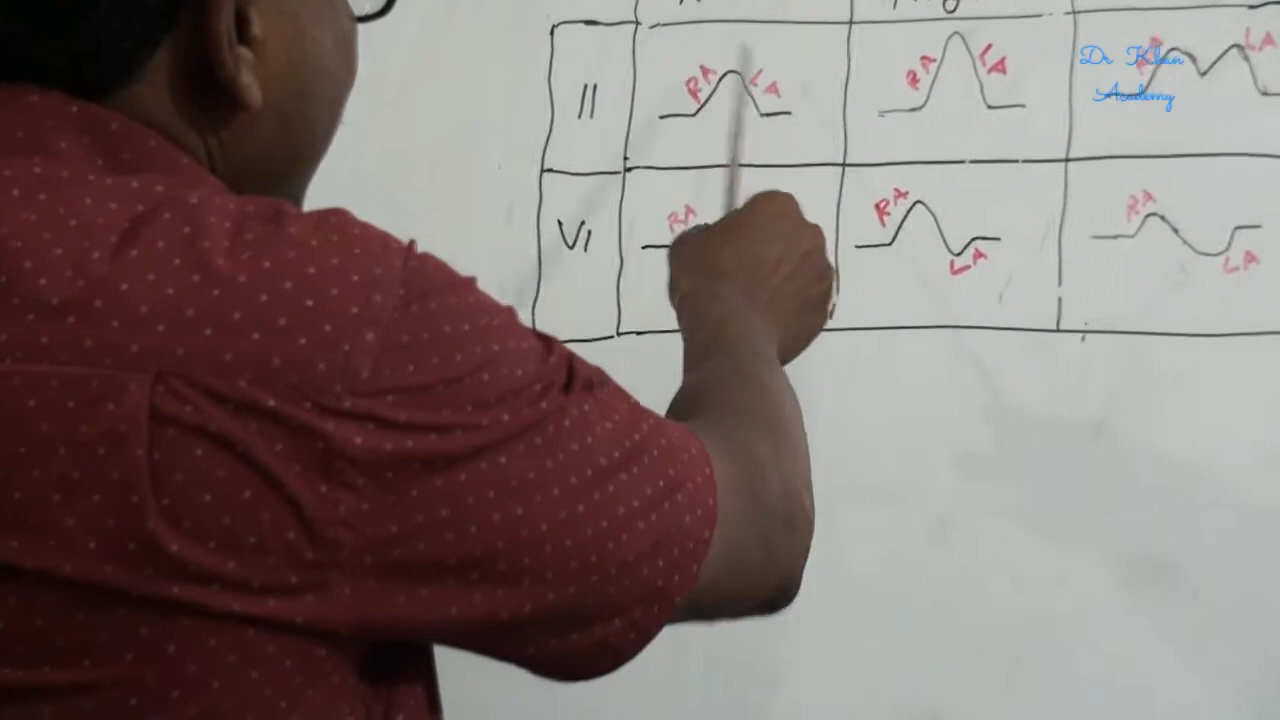 II RA LA RA LA LA
Dr Khan
Academy
V1 RA RA LA RA LA